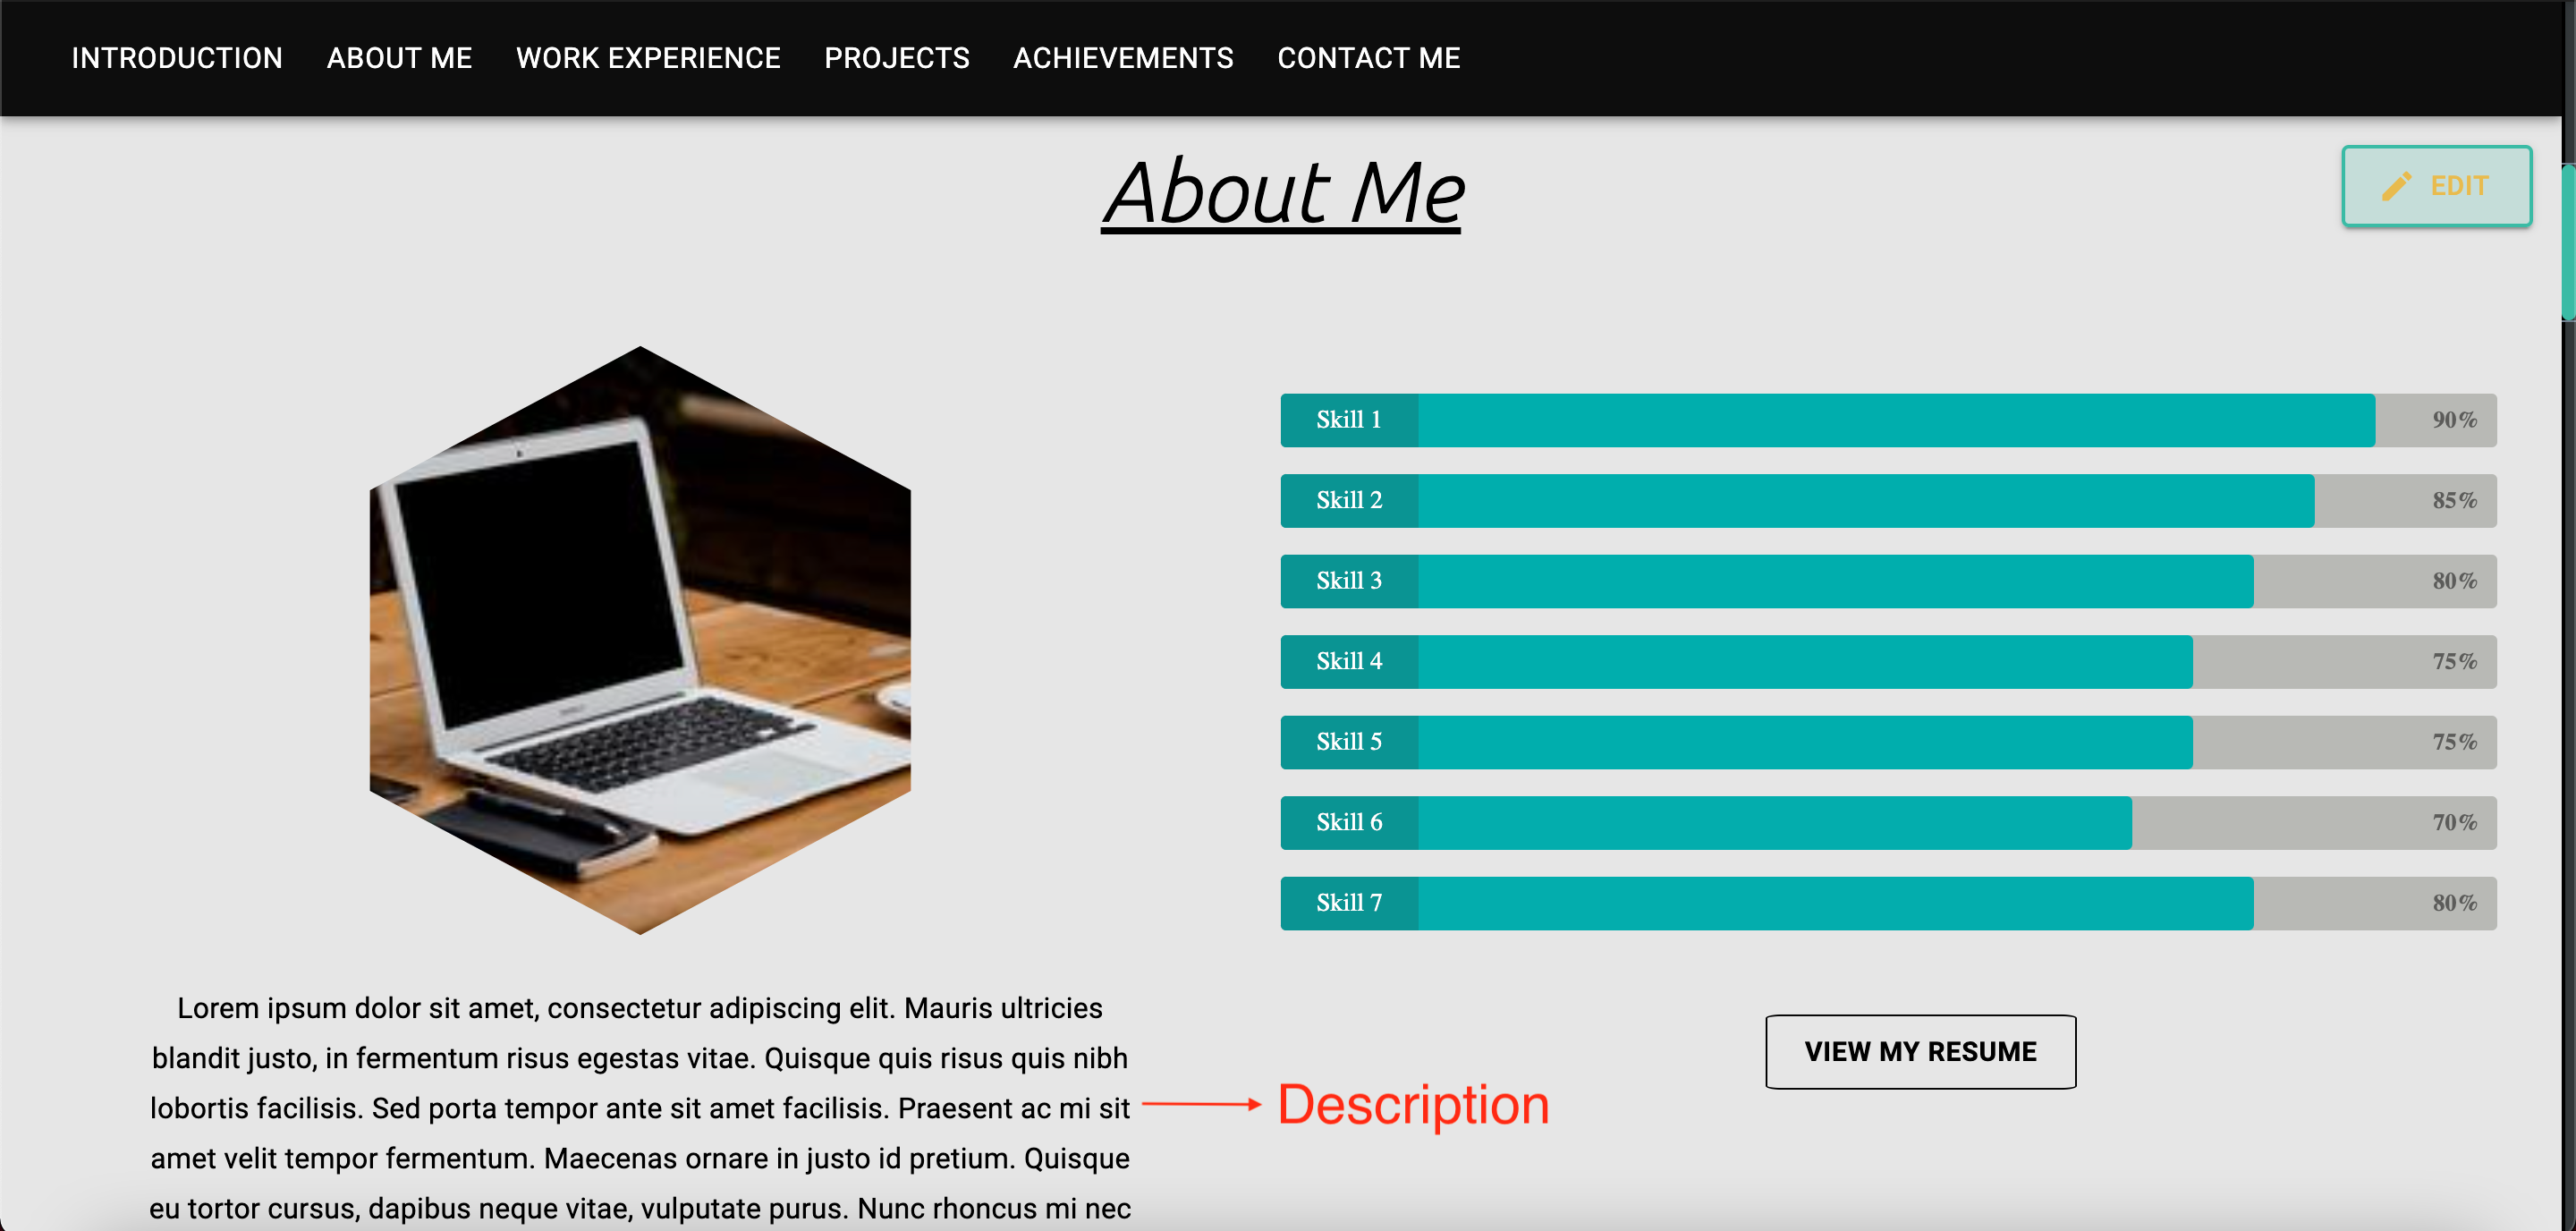 INTRODUCTION ABOUT ME WORK EXPERIENCE PROJECTS ACHIEVEMENTS CONTACT ME
About Me
EDIT
Skill 1 90%
Skill 2 85%
Skill 3 80%
Skill 4 75%
Skill 5 75%
Skill 6 70%
Skill 7 80%
Lorem ipsum dolor sit amet, consectetur adipiscing elit. Mauris ultricies
blandit justo, in fermentum risus egestas vitae. Quisque quis risus quis nibh
lobortis facilisis. Sed porta tempor ante sit amet facilisis. Praesent ac mi sit
amet velit tempor fermentum. Maecenas ornare in justo id pretium. Quisque
eu tortor cursus, dapibus neque vitae, vulputate purus. Nunc rhoncus mi nec
Description
VIEW MY RESUME